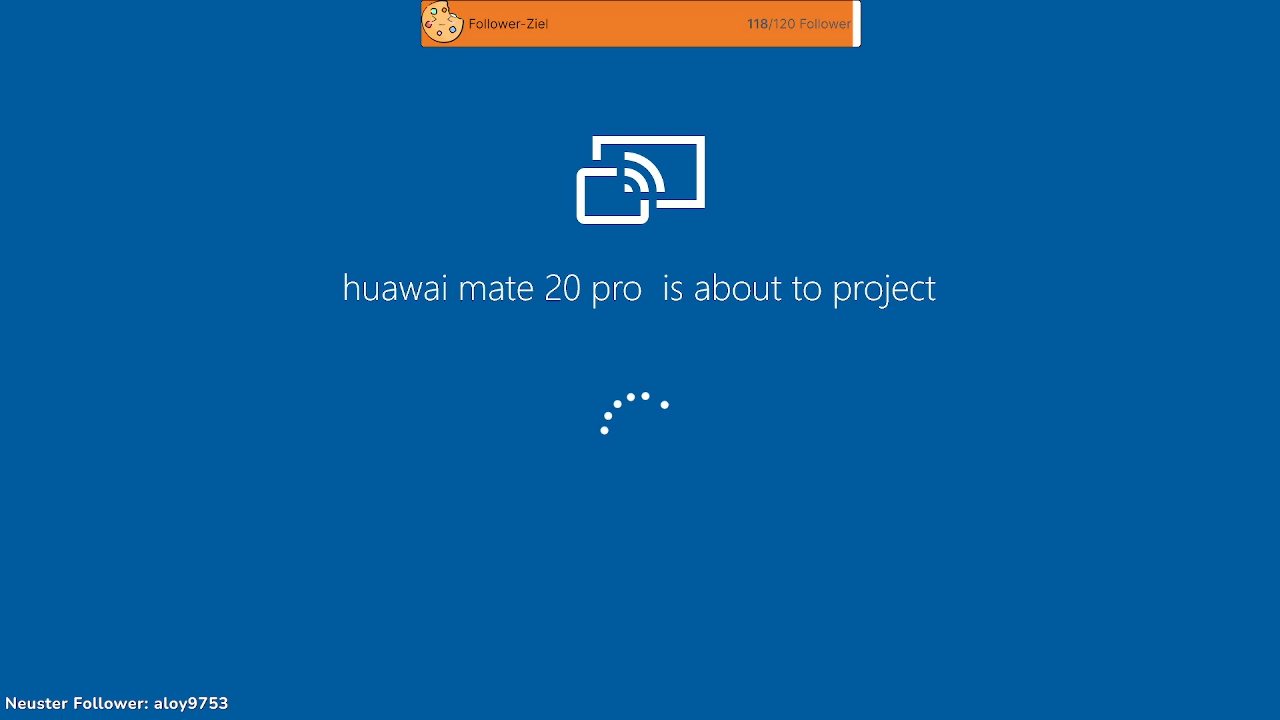 Follower-Ziel 118/120 Follower
huawai mate 20 pro is about to project
Neuster Follower: aloy9753